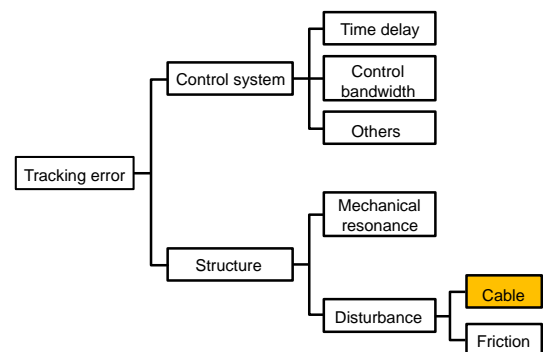 Time delay
Control system
Control
bandwidth
Others
Tracking error
Mechanical
resonance
Structure
Cable
Disturbance
Friction